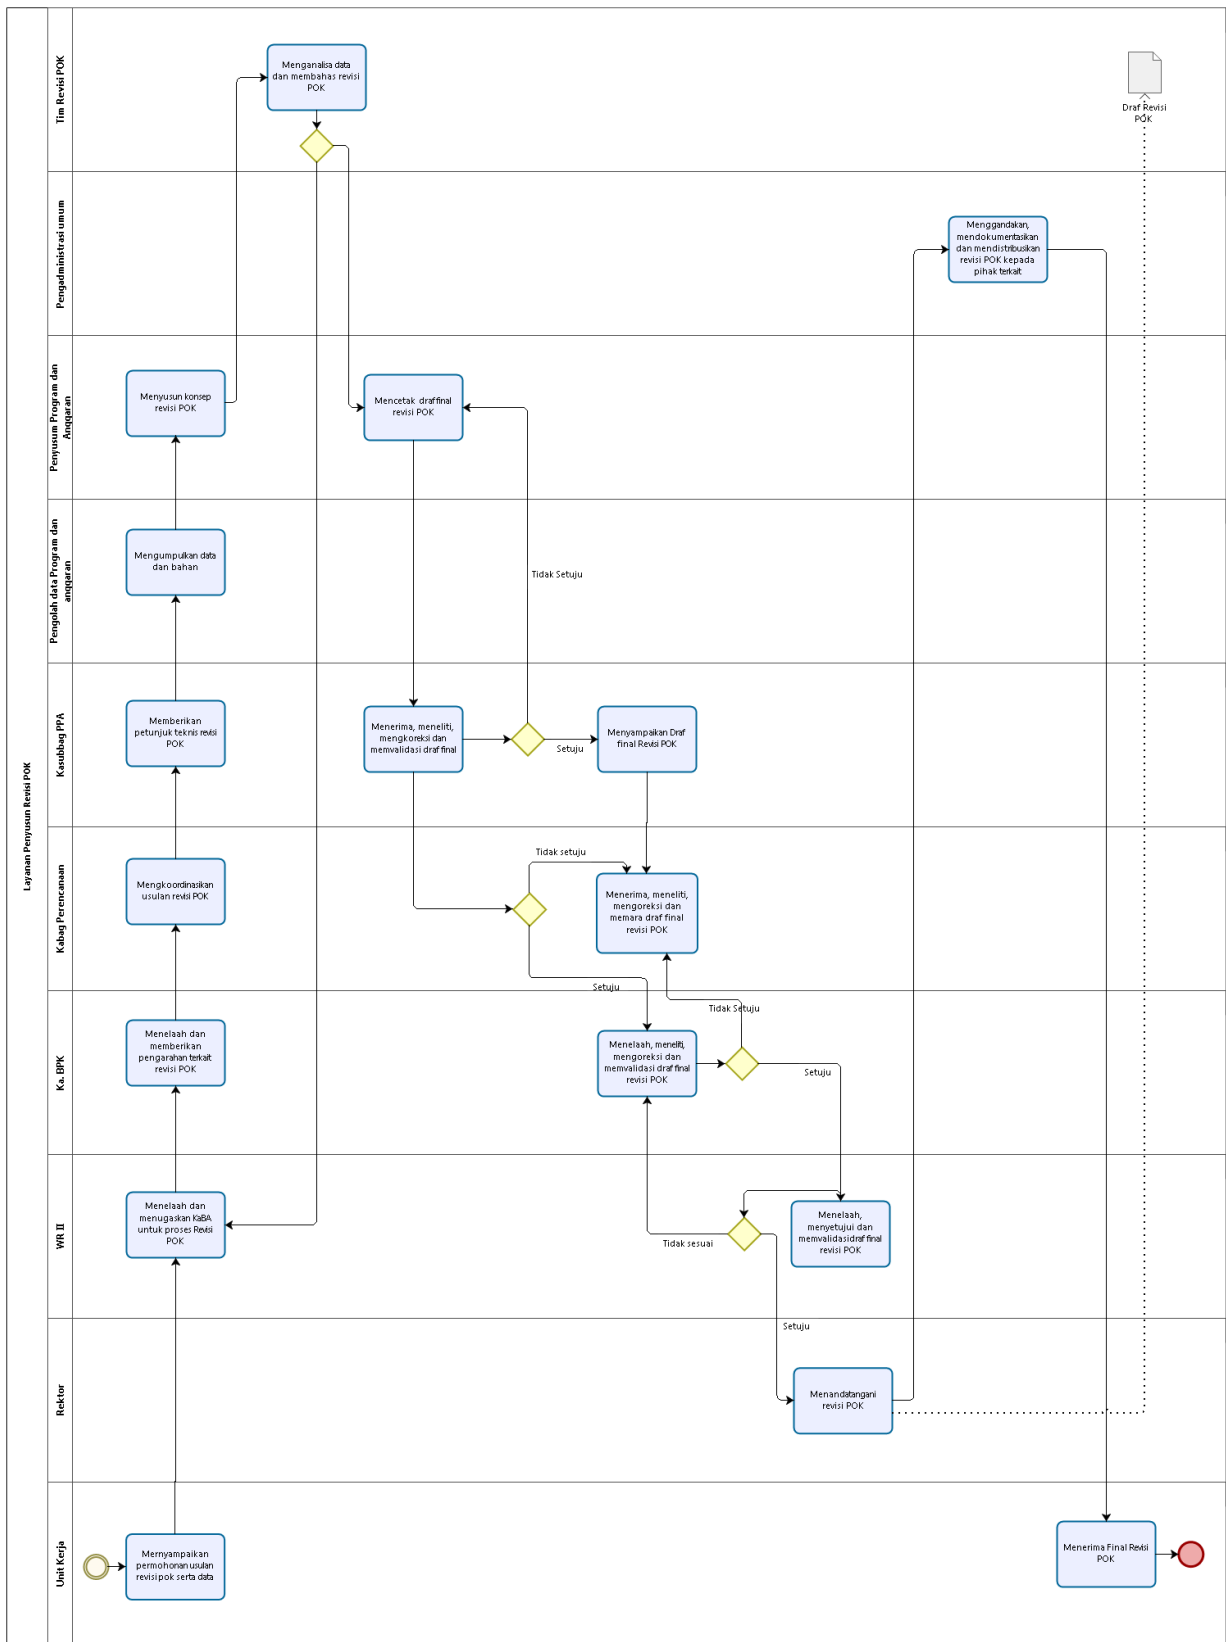 Layanan Penyusun Revisi POK
Tim Revisi POK
Menganalisa data
dan membahas revisi
POK
Draf Revisi
POK
Pengadministrasi umum
Menggandakan,
mendokumentasikan
dan mendistribusikan
revisi POK kepada
pihak terkait
Penyusum Program dan
Anggaran
Menyusun konsep
revisi POK
Mencetak draf final
revisi POK
Pengolah data Program dan
anggaran
Mengumpulkan data
dan bahan
Tidak Setuju
Kasubbag PPA
Memberikan
petunjuk teknis revisi
POK
Menerima, meneliti,
mengkoreksi dan
memvalidasi draf final
Setuju
Menyampaikan Draf
final Revisi POK
Kabag Perencanaan
Mengkoordinasikan
usulan revisi POK
Tidak setuju
Menerima, meneliti,
mengoreksi dan
memara draf final
revisi POK
Setuju
Ka. BPK
Menelaah dan
memberikan
pengarahan terkait
revisi POK
Menelaah, meneliti,
mengoreksi dan
memvalidasi draf final
revisi POK
Tidak Setuju
Setuju
WR II
Menelaah dan
menugaskan KaBA
untuk proses Revisi
POK
Tidak sesuai
Menelaah,
menyetujui dan
memvalidasi draf final
revisi POK
Rektor
Setuju
Menandatangani
revisi POK
Unit Kerja
Mernyampaikan
permohonan usulan
revisi pok serta data
Menerima Final Revisi
POK